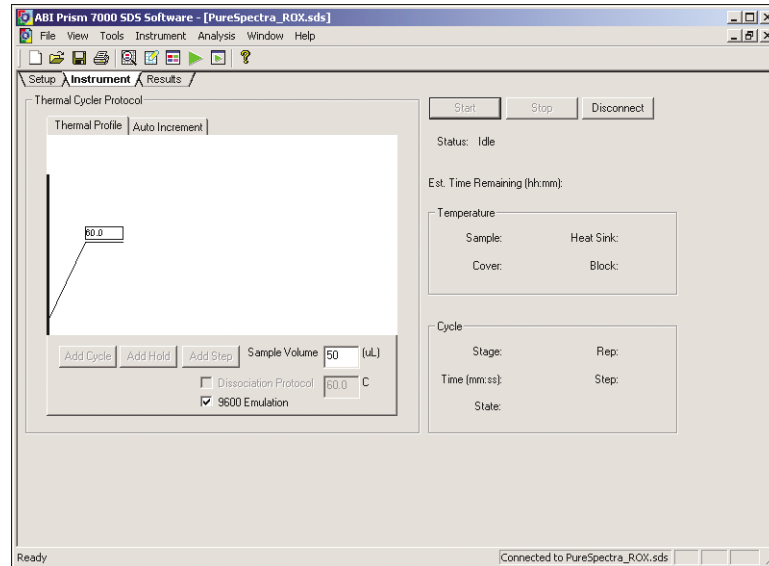 ABI Prism 7000 SDS Software - [PureSpectra_ROX.sds]
File View Tools Instrument Analysis Window Help
Setup Instrument Results
Thermal Cycler Protocol
Thermal Profile Auto Increment
60.0
Add Cycle Add Hold Add Step Sample Volume 50 (uL)
Dissociation Protocol 60.0 C
9600 Emulation
Start Stop Disconnect
Status: Idle
Est. Time Remaining (hh:mm):
Temperature
Sample: Heat Sink:
Cover: Block:
Cycle
Stage: Rep:
Time (mm:ss): Step:
State:
Ready Connected to PureSpectra_ROX.sds